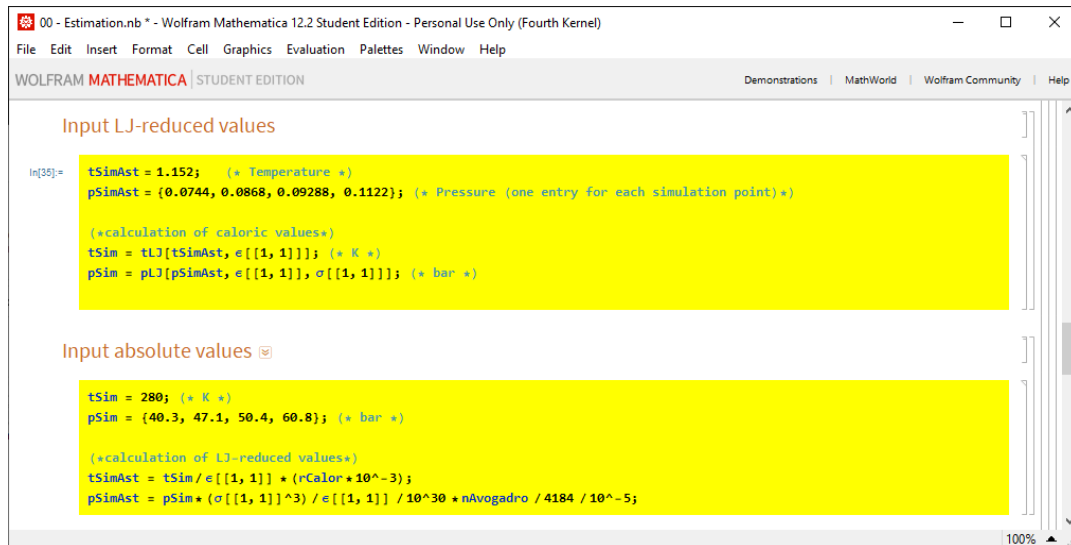 00 - Estimation.nb * - Wolfram Mathematica 12.2 Student Edition - Personal Use Only (Fourth Kernel)
File Edit Insert Format Cell Graphics Evaluation Palettes Window Help
WOLFRAM MATHEMATICA | STUDENT EDITION Demonstrations | MathWorld | Wolfram Community | Help
Input LJ-reduced values
In[35]:= tSimAst = 1.152; (* Temperature *)
pSimAst = {0.0744, 0.0868, 0.09288, 0.1122}; (* Pressure (one entry for each simulation point)*)
(*calculation of caloric values*)
tSim = tLJ[tSimAst, ϵ[[1, 1]]]; (* K *)
pSim = pLJ[pSimAst, ϵ[[1, 1]], σ[[1, 1]]]; (* bar *)
Input absolute values
tSim = 280; (* K *)
pSim = {40.3, 47.1, 50.4, 60.8}; (* bar *)
(*calculation of LJ-reduced values*)
tSimAst = tSim / ϵ[[1, 1]] * (rCalor * 10^-3);
pSimAst = pSim * (σ[[1, 1]]^3) / ϵ[[1, 1]] / 10^30 * nAvogadro / 4184 / 10^-5;
100%